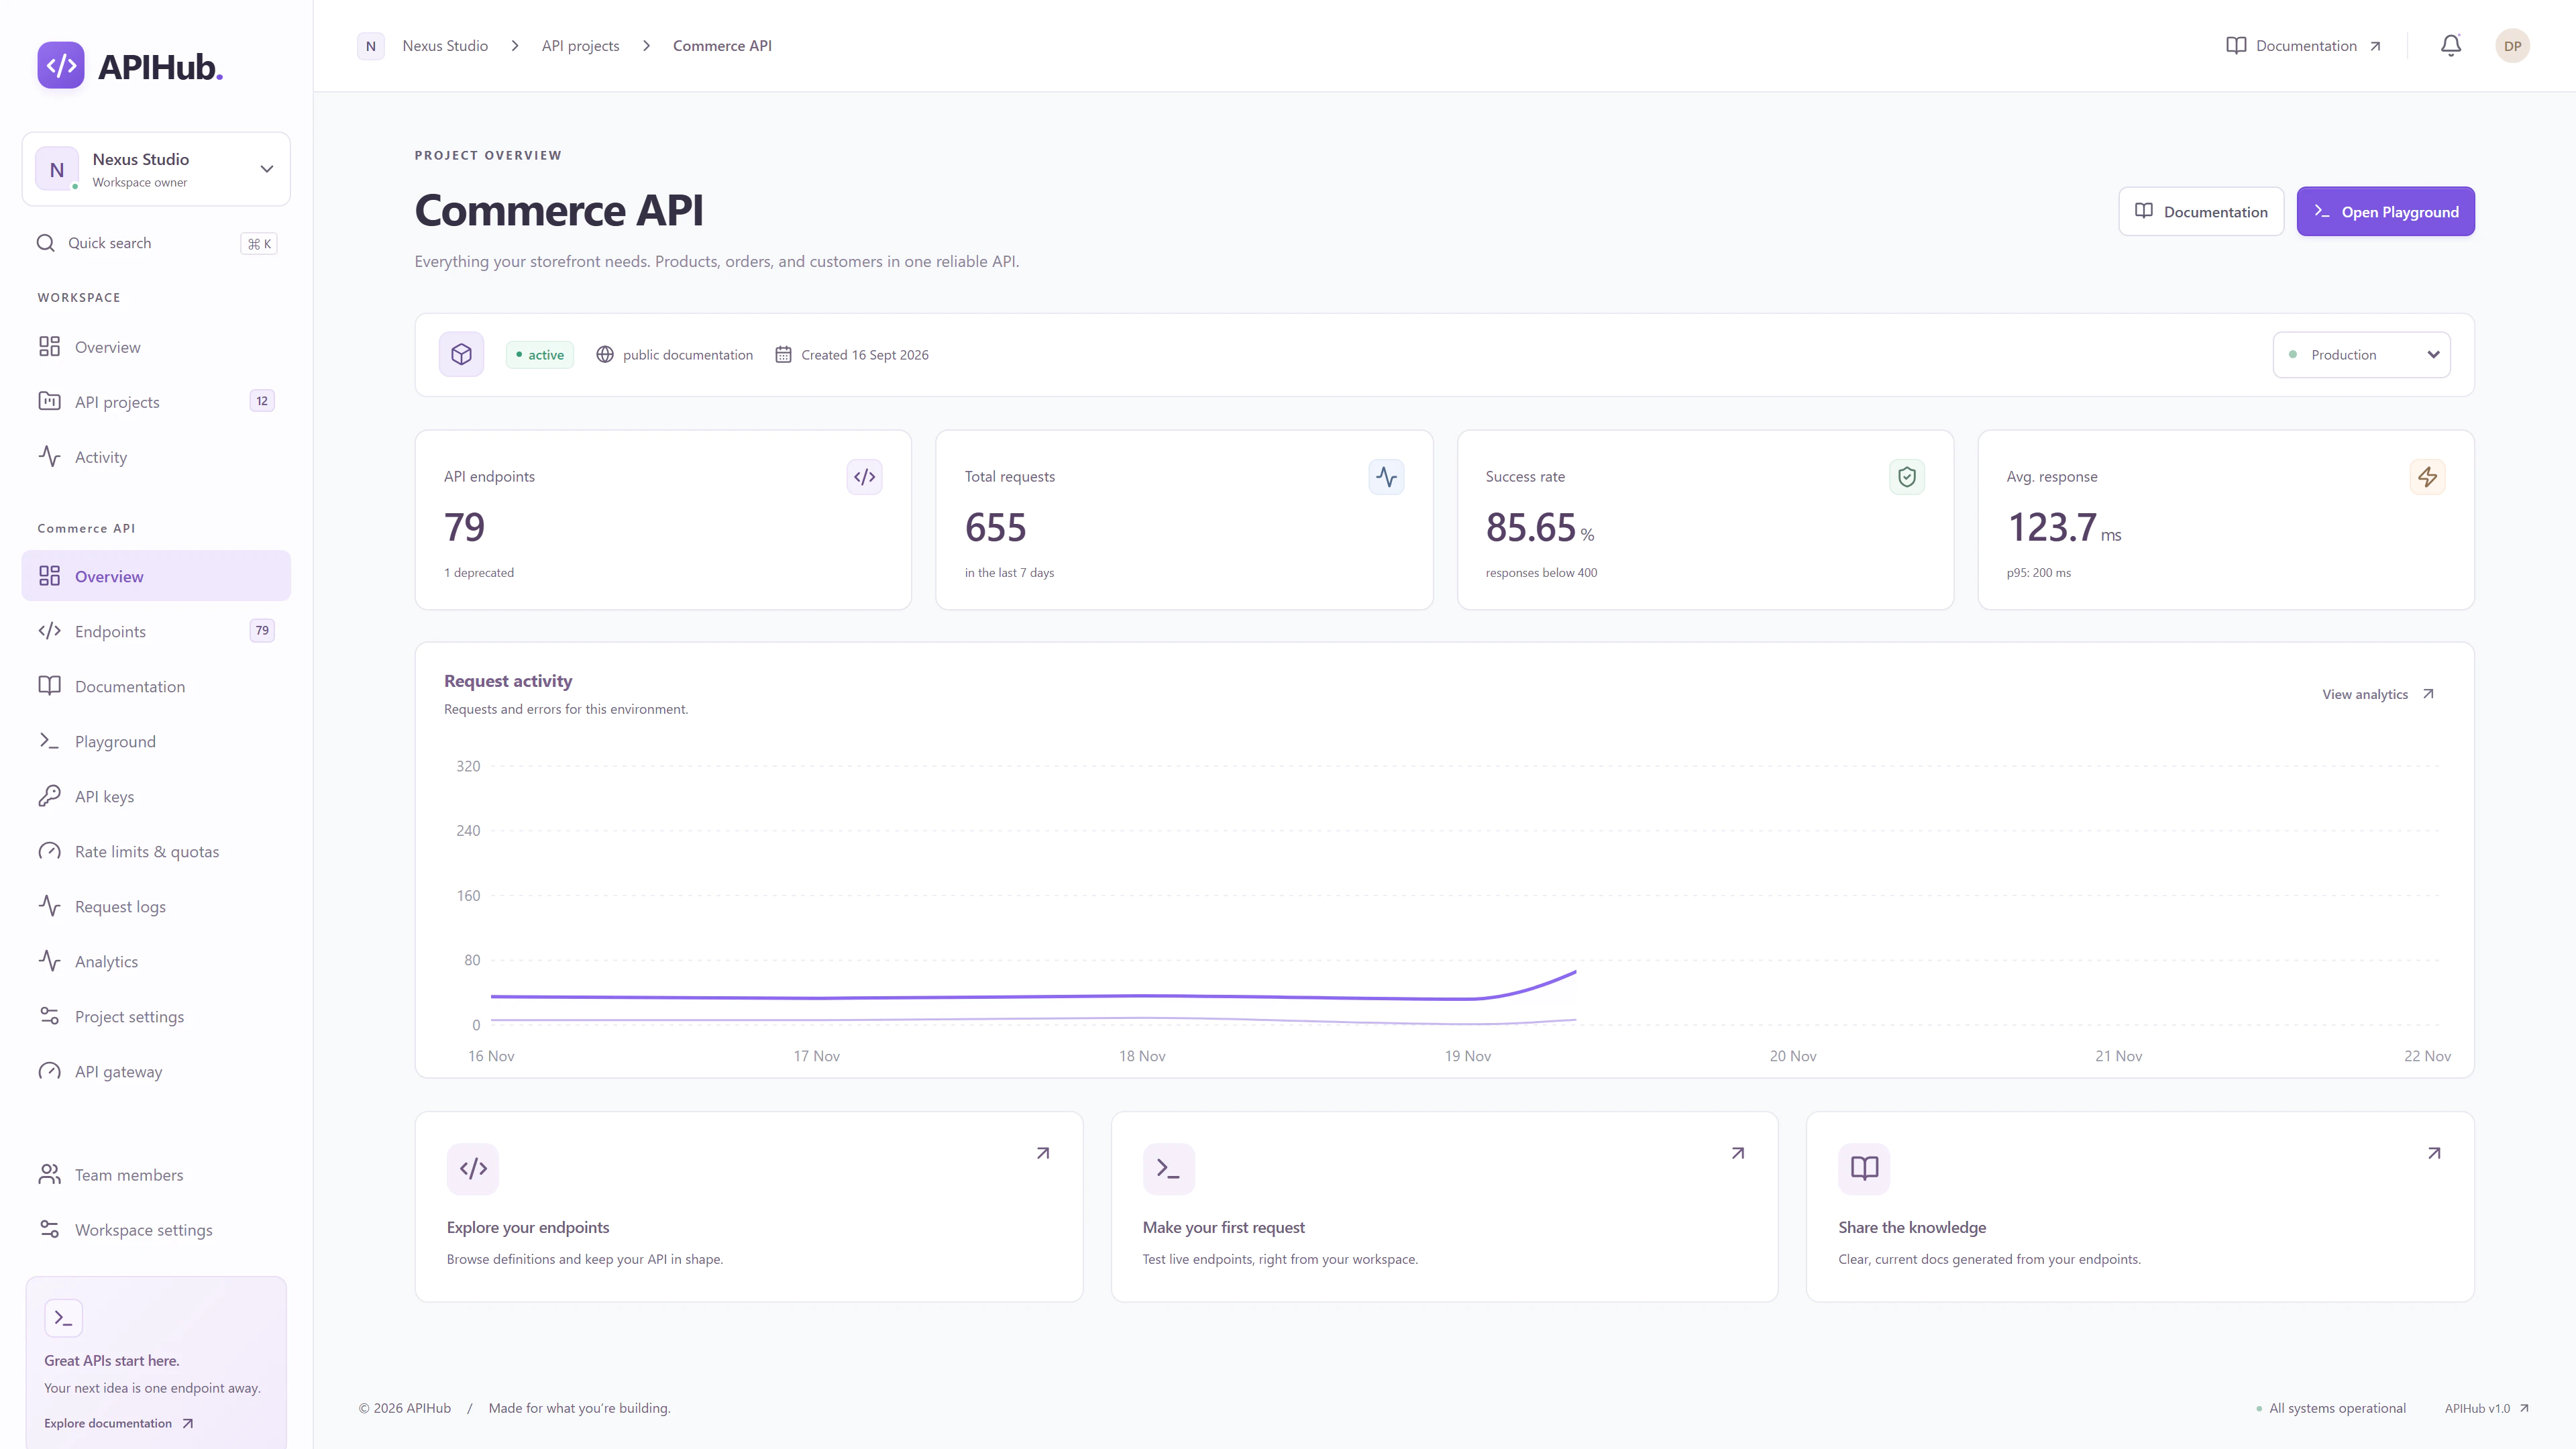 APIHub.
N
Nexus Studio
Workspace owner
Quick search
⌘ K
WORKSPACE
Overview
API projects
12
Activity
Commerce API
Overview
Endpoints
79
Documentation
Playground
API keys
Rate limits & quotas
Request logs
Analytics
Project settings
API gateway
Team members
Workspace settings
Great APIs start here.
Your next idea is one endpoint away.
Explore documentation
N Nexus Studio API projects Commerce API
Documentation
DP
PROJECT OVERVIEW
Commerce API
Everything your storefront needs. Products, orders, and customers in one reliable API.
Documentation
Open Playground
active
public documentation
Created 16 Sept 2026
Production
API endpoints
79
1 deprecated
Total requests
655
in the last 7 days
Success rate
85.65 %
responses below 400
Avg. response
123.7 ms
p95: 200 ms
Request activity
Requests and errors for this environment.
View analytics
320
240
160
80
0
16 Nov 17 Nov 18 Nov 19 Nov 20 Nov 21 Nov 22 Nov
Explore your endpoints
Browse definitions and keep your API in shape.
Make your first request
Test live endpoints, right from your workspace.
Share the knowledge
Clear, current docs generated from your endpoints.
© 2026 APIHub / Made for what you're building.
All systems operational
APIHub v1.0